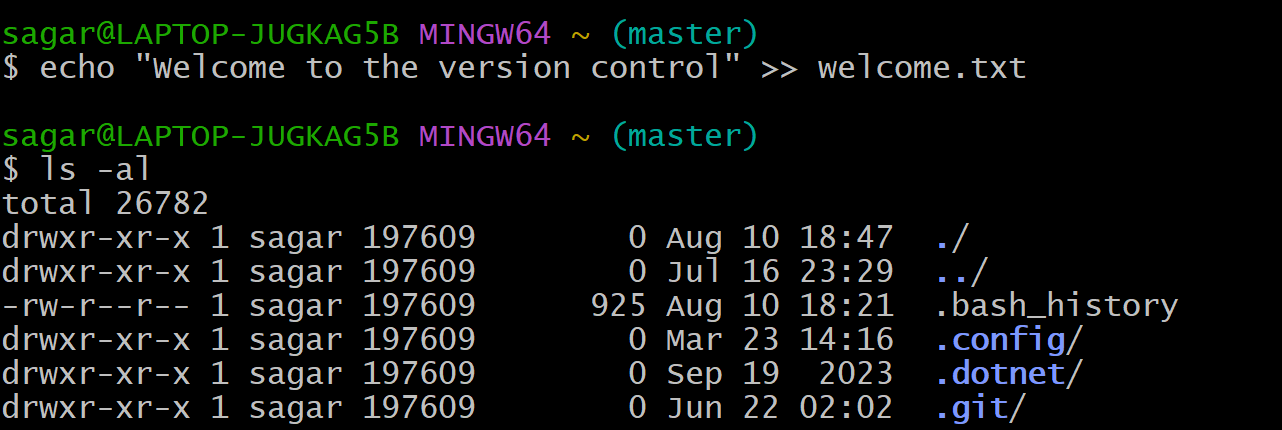 sagar@LAPTOP-JUGKAG5B MINGW64 ~ (master)
$ echo "Welcome to the version control" >> welcome.txt
sagar@LAPTOP-JUGKAG5B MINGW64 ~ (master)
$ ls -al
total 26782
drwxr-xr-x 1 sagar 197609        0 Aug 10 18:47  ./
drwxr-xr-x 1 sagar 197609        0 Jul 16 23:29  ../
-rw-r--r-- 1 sagar 197609      925 Aug 10 18:21  .bash_history
drwxr-xr-x 1 sagar 197609        0 Mar 23 14:16  .config/
drwxr-xr-x 1 sagar 197609        0 Sep 19  2023  .dotnet/
drwxr-xr-x 1 sagar 197609        0 Jun 22 02:02  .git/